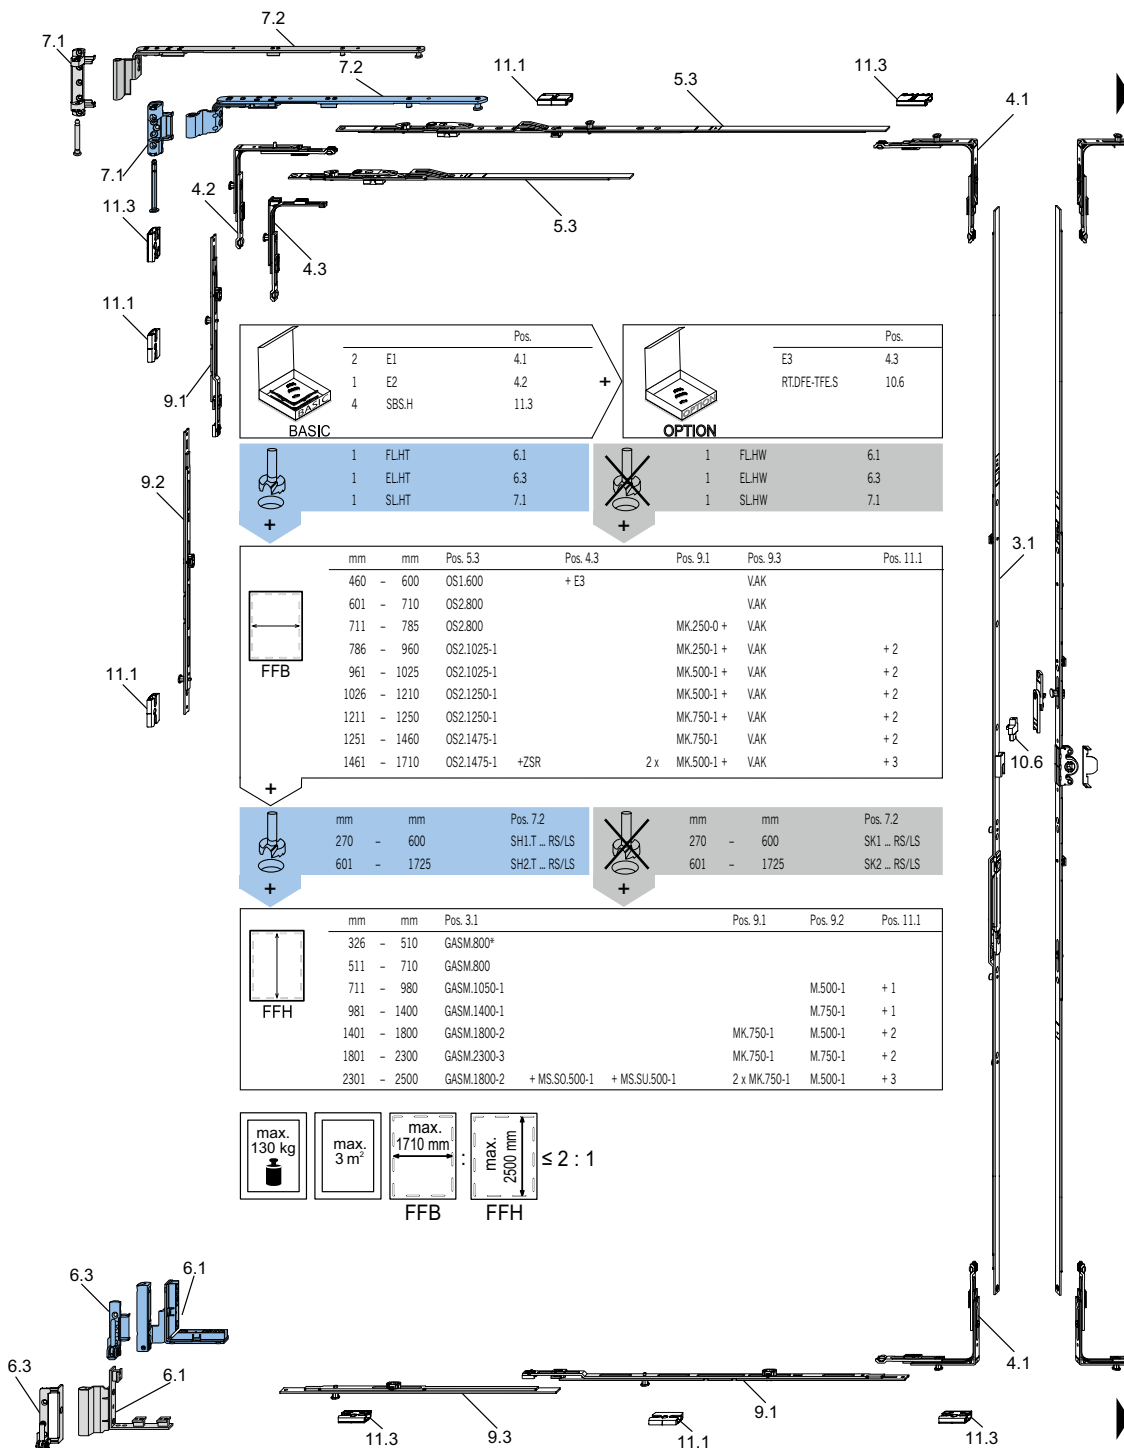 7.2
7.1
7.2
11.1
5.3
11.3
4.1
7.1
4.2
5.3
11.3
4.3
11.1
9.1
Pos.
2 E1 4.1
1 E2 4.2
4 SBS.H 11.3
BASIC
BASIC
+
Pos.
E3 4.3
RT.DFE-TFE.S 10.6
OPTION
OPTION
1 FL.HT 6.1
1 EL.HT 6.3
1 SL.HT 7.1
+
1 FL.HW 6.1
1 EL.HW 6.3
1 SL.HW 7.1
+
9.2
3.1
mm mm Pos. 5.3 Pos. 4.3 Pos. 9.1 Pos. 9.3 Pos. 11.1
460 – 600 OS1.600 + E3 V.AK
601 – 710 OS2.800 V.AK
711 – 785 OS2.800 MK.250-0 + V.AK
786 – 960 OS2.1025-1 MK.250-1 + V.AK + 2
961 – 1025 OS2.1025-1 MK.500-1 + V.AK + 2
1026 – 1210 OS2.1250-1 MK.500-1 + V.AK + 2
1211 – 1250 OS2.1250-1 MK.750-1 + V.AK + 2
1251 – 1460 OS2.1475-1 MK.750-1 V.AK + 2
1461 – 1710 OS2.1475-1 +ZSR 2 x MK.500-1 + V.AK + 3
FFB
+
11.1
10.6
mm mm Pos. 7.2
270 – 600 SH1.T ... RS/LS
601 – 1725 SH2.T ... RS/LS
+
mm mm Pos. 7.2
270 – 600 SK1 ... RS/LS
601 – 1725 SK2 ... RS/LS
+
mm mm Pos. 3.1 Pos. 9.1 Pos. 9.2 Pos. 11.1
326 – 510 GASM.800*
511 – 710 GASM.800
711 – 980 GASM.1050-1 M.500-1 + 1
981 – 1400 GASM.1400-1 M.750-1 + 1
1401 – 1800 GASM.1800-2 MK.750-1 M.500-1 + 2
1801 – 2300 GASM.2300-3 MK.750-1 M.750-1 + 2
2301 – 2500 GASM.1800-2 + MS.SO.500-1 + MS.SU.500-1 2 x MK.750-1 M.500-1 + 3
FFH
max.
130 kg
max.
3 m²
max.
1710 mm
FFB
:
max.
2500 mm
FFH
≤ 2 : 1
6.3
6.1
6.3
6.1
4.1
9.1
9.3
11.3
11.1
11.3